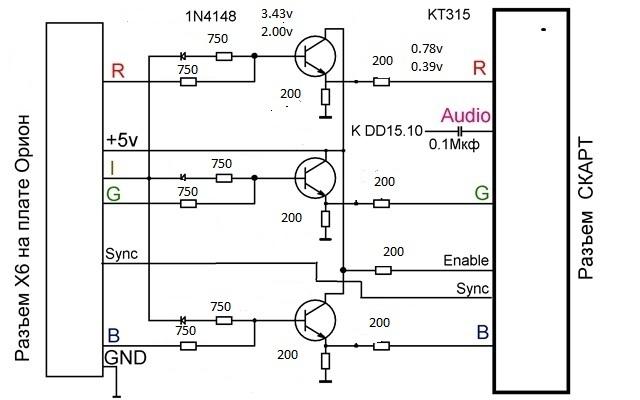 1N4148
3.43v
2.00v
КТ315
750
750
200
200
0.78v
0.39v
R
R
Audio
К DD15.10
0.1Мкф
+5v
I
G
750
750
200
200
G
Sync
200
Enable
Sync
750
750
200
200
B
B
GND
Разъем Х6 на плате Орион
Разъем СКАРТ